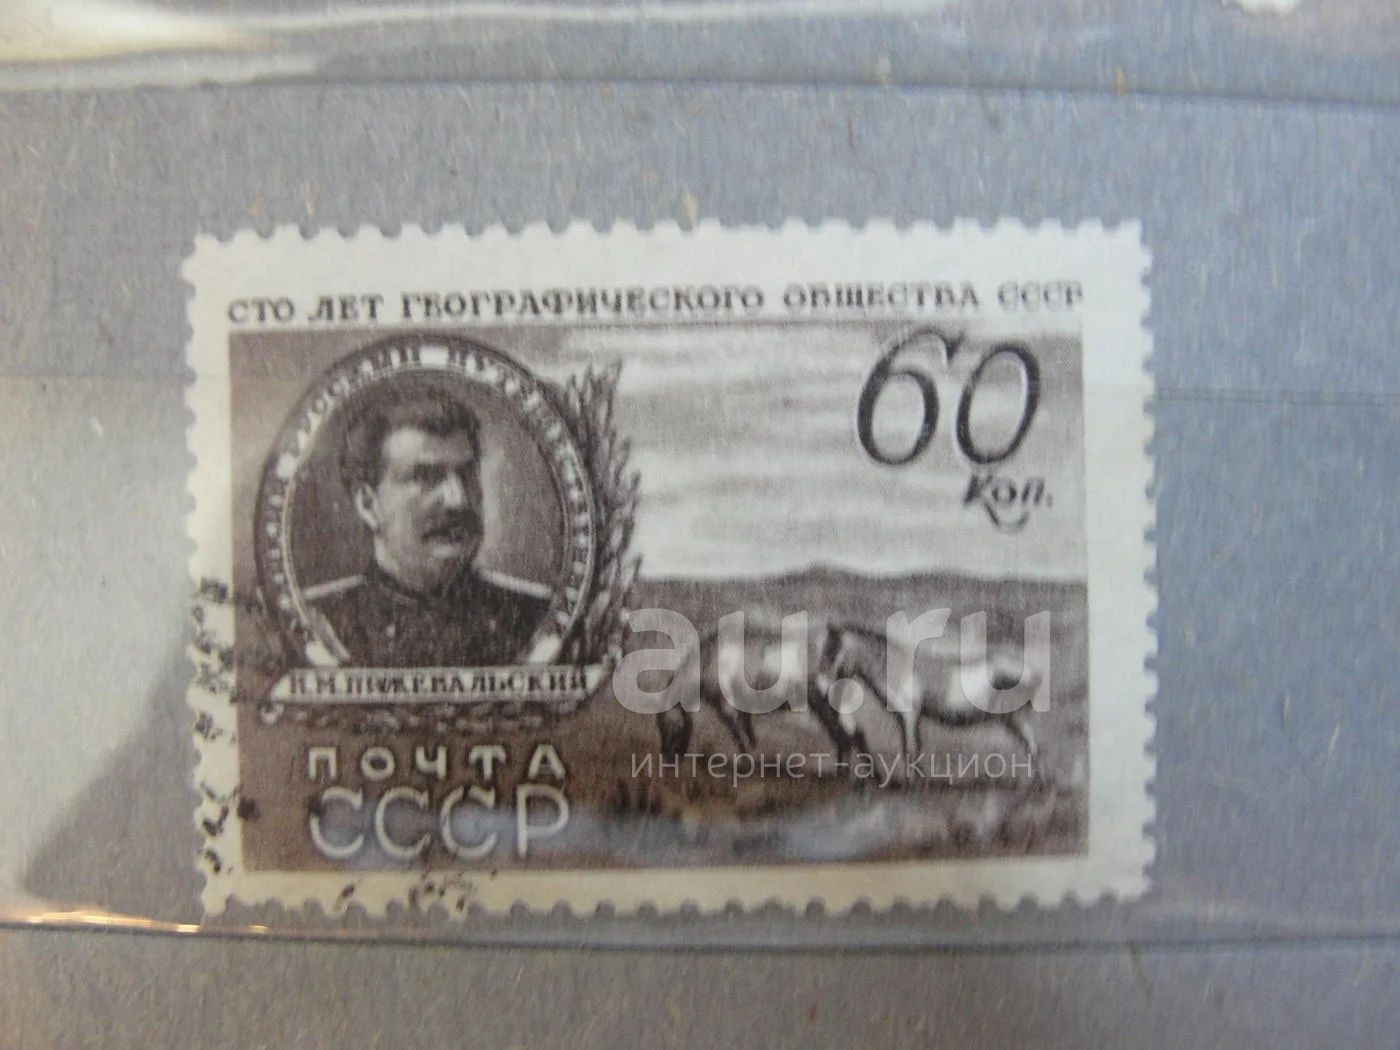 СТО ЛЕТ ГЕОГРАФИЧЕСКОГО ОБЩЕСТВА СССР
60
Коп.
Н.М.ПРЖЕВАЛЬСКИЙ
ПОЧТА
СССР
au.ru
интернет-аукцион